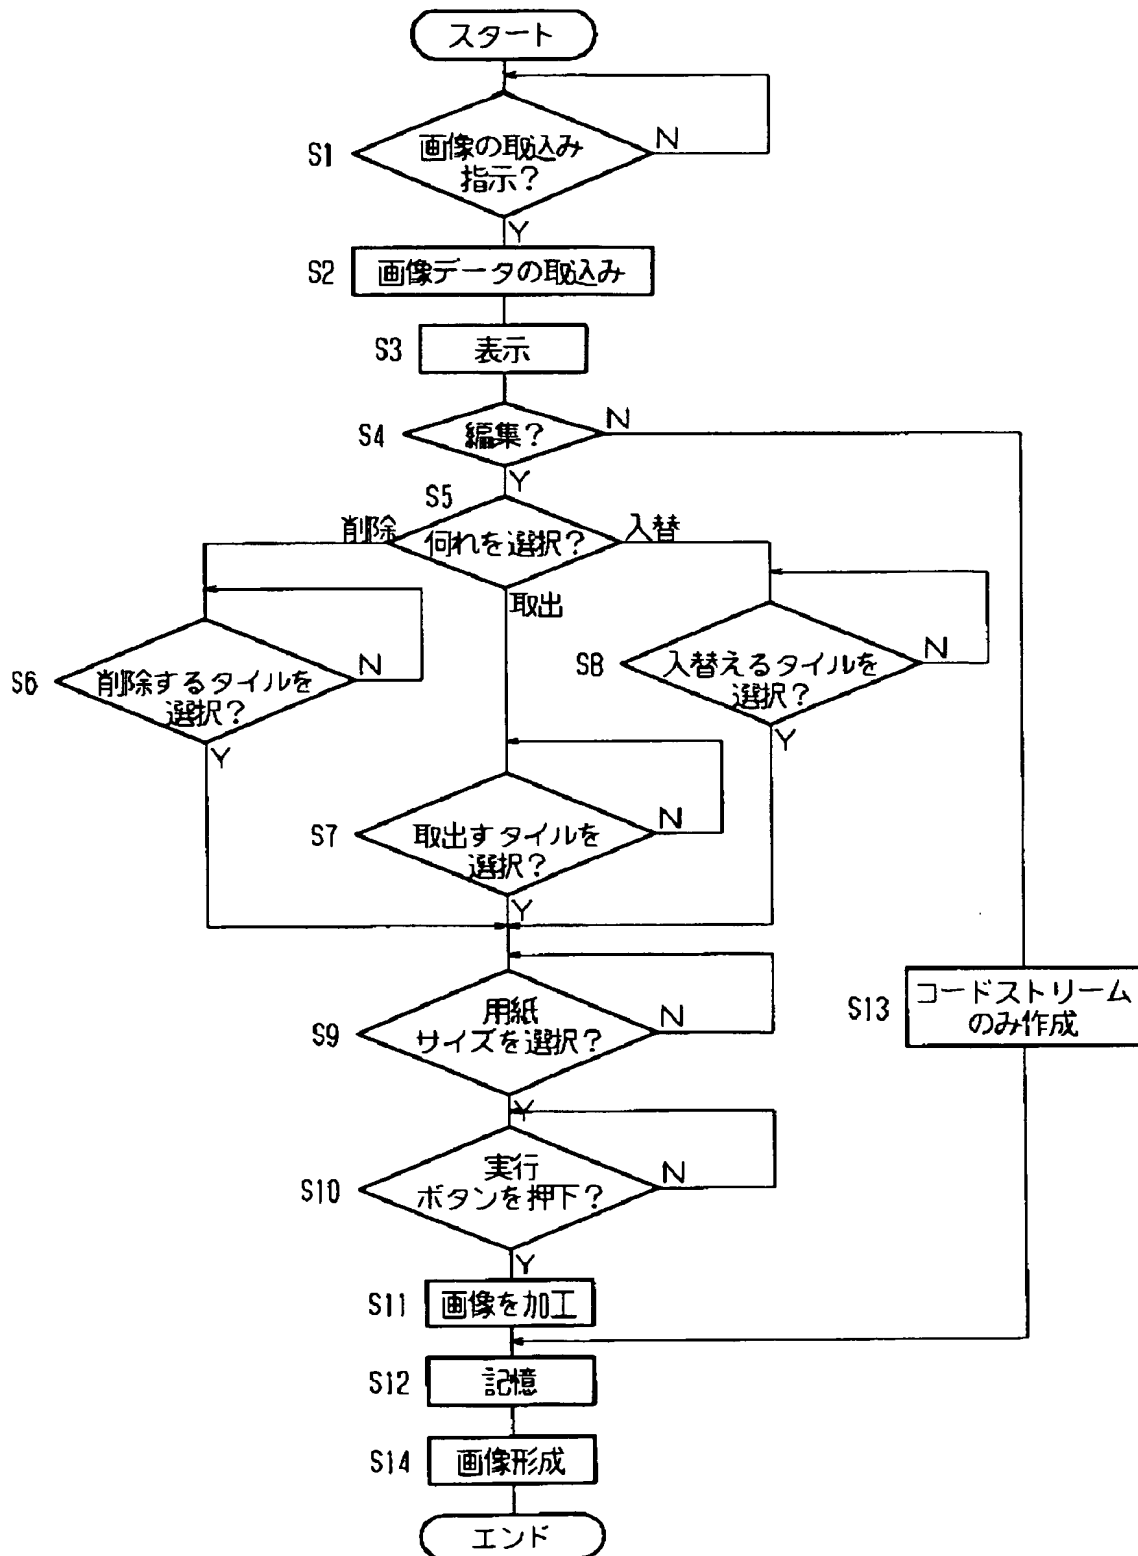 スタート
S1
画像の取込み
指示？
N
Y
S2
画像データの取込み
S3
表示
S4
編集？
N
Y
S5
何れを選択？
削除
入替
取出
S6
削除するタイルを
選択？
N
Y
S8
入替えるタイルを
選択？
N
Y
S7
取出すタイルを
選択？
N
Y
S9
用紙
サイズを選択？
N
Y
S13
コードストリーム
のみ作成
S10
実行
ボタンを押下？
N
Y
S11
画像を加工
S12
記憶
S14
画像形成
エンド